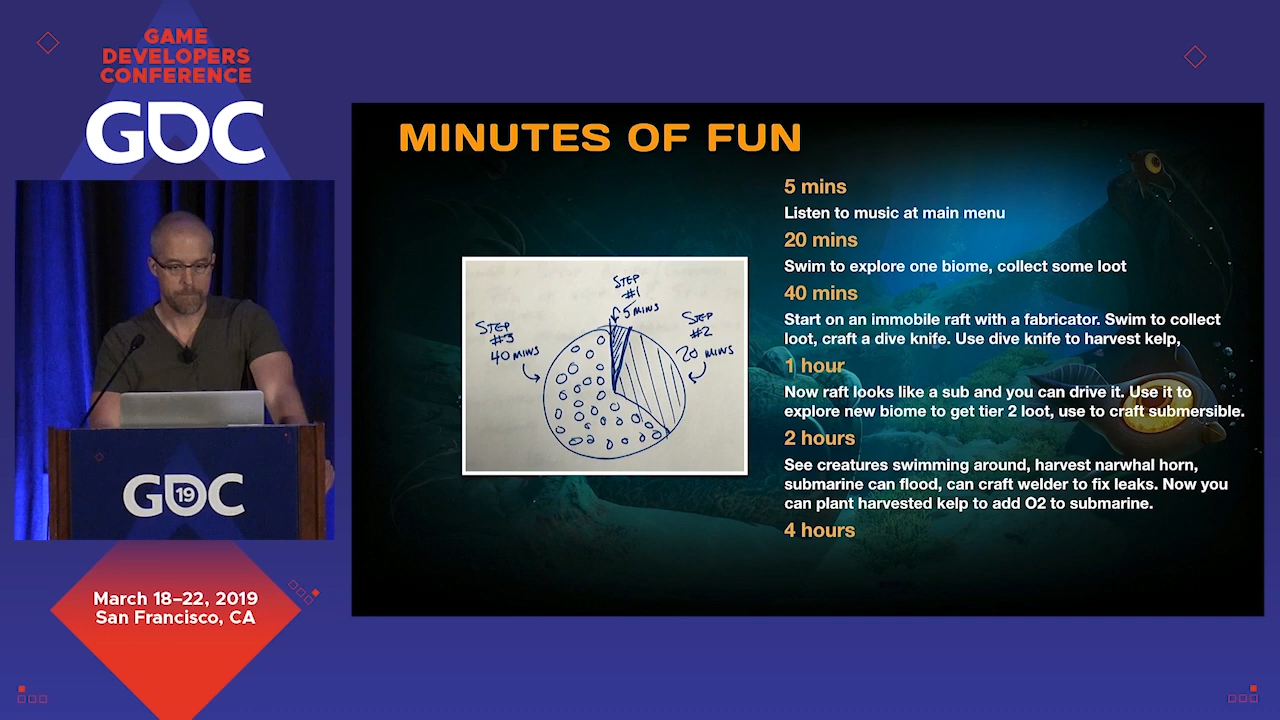 GAME
DEVELOPERS
CONFERENCE
GDC
GDC
19
March 18–22, 2019
San Francisco, CA
MINUTES OF FUN
STEP
#1
5 MINS
STEP
#2
20 MINS
STEP
#3
40 MINS
5 mins
Listen to music at main menu
20 mins
Swim to explore one biome, collect some loot
40 mins
Start on an immobile raft with a fabricator. Swim to collect
loot, craft a dive knife. Use dive knife to harvest kelp,
1 hour
Now raft looks like a sub and you can drive it. Use it to
explore new biome to get tier 2 loot, use to craft submersible.
2 hours
See creatures swimming around, harvest narwhal horn,
submarine can flood, can craft welder to fix leaks. Now you
can plant harvested kelp to add O2 to submarine.
4 hours